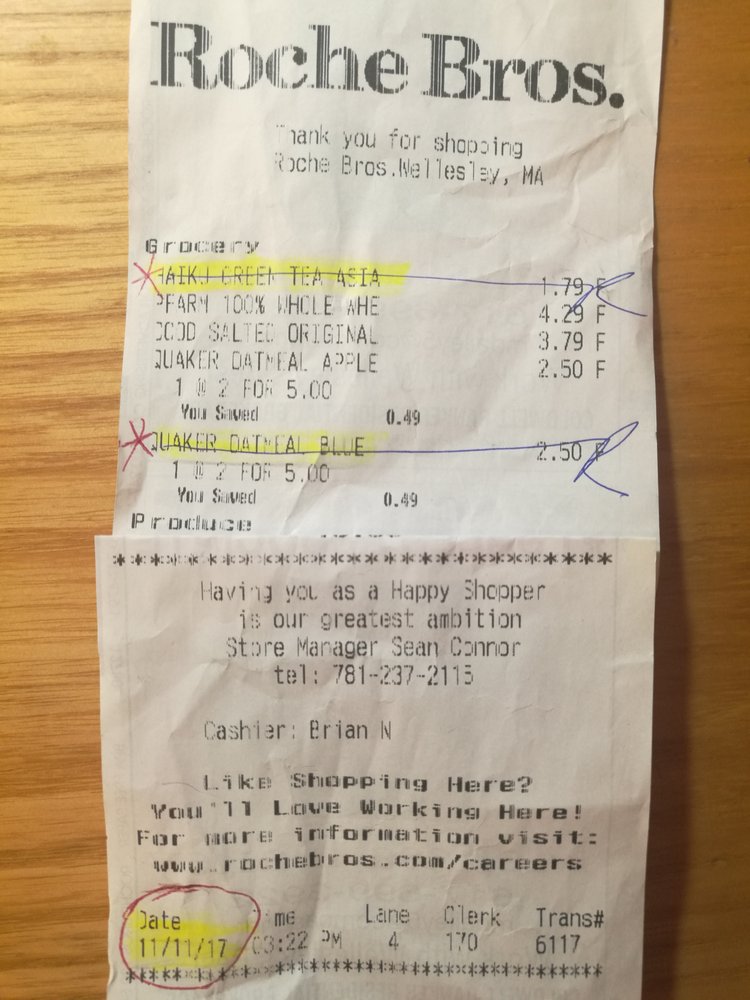 Roche Bros.
Thank you for shopping
Roche Bros.Wellesley, MA
Grocery
HAIKU GREEN TEA ASIA 1.79 F
PFARM 100% WHOLE WHE 4.29 F
GOOD SALTED ORIGINAL 3.79 F
QUAKER OATMEAL APPLE 2.50 F
1 @ 2 FOR 5.00
You Saved 0.49
QUAKER OATMEAL BLUE 2.50 F
1 @ 2 FOR 5.00
You Saved 0.49
Produce
*************************
Having you as a Happy Shopper
is our greatest ambition
Store Manager Sean Connor
tel: 781-237-2115
Cashier: Brian N
Like Shopping Here?
You'll Love Working Here!
For more information visit:
www.rochebros.com/careers
Date Time Lane Clerk Trans#
11/11/17 03:22 PM 4 170 6117
*************************